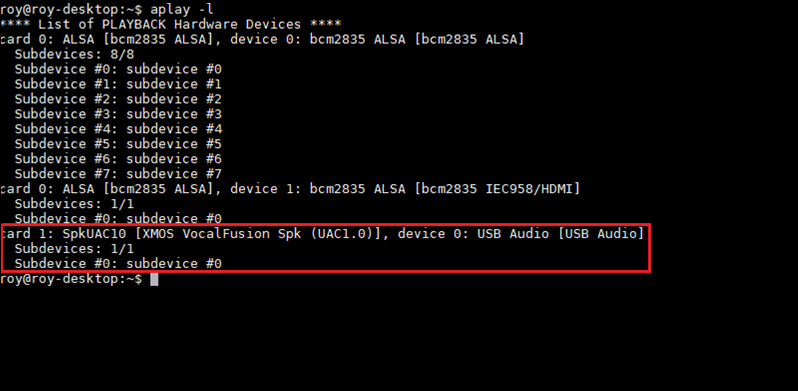 roy@roy-desktop:~$ aplay -l
**** List of PLAYBACK Hardware Devices ****
card 0: ALSA [bcm2835 ALSA], device 0: bcm2835 ALSA [bcm2835 ALSA]
  Subdevices: 8/8
  Subdevice #0: subdevice #0
  Subdevice #1: subdevice #1
  Subdevice #2: subdevice #2
  Subdevice #3: subdevice #3
  Subdevice #4: subdevice #4
  Subdevice #5: subdevice #5
  Subdevice #6: subdevice #6
  Subdevice #7: subdevice #7
card 0: ALSA [bcm2835 ALSA], device 1: bcm2835 ALSA [bcm2835 IEC958/HDMI]
  Subdevices: 1/1
  Subdevice #0: subdevice #0
card 1: SpkUAC10 [XMOS VocalFusion Spk (UAC1.0)], device 0: USB Audio [USB Audio]
  Subdevices: 1/1
  Subdevice #0: subdevice #0
roy@roy-desktop:~$